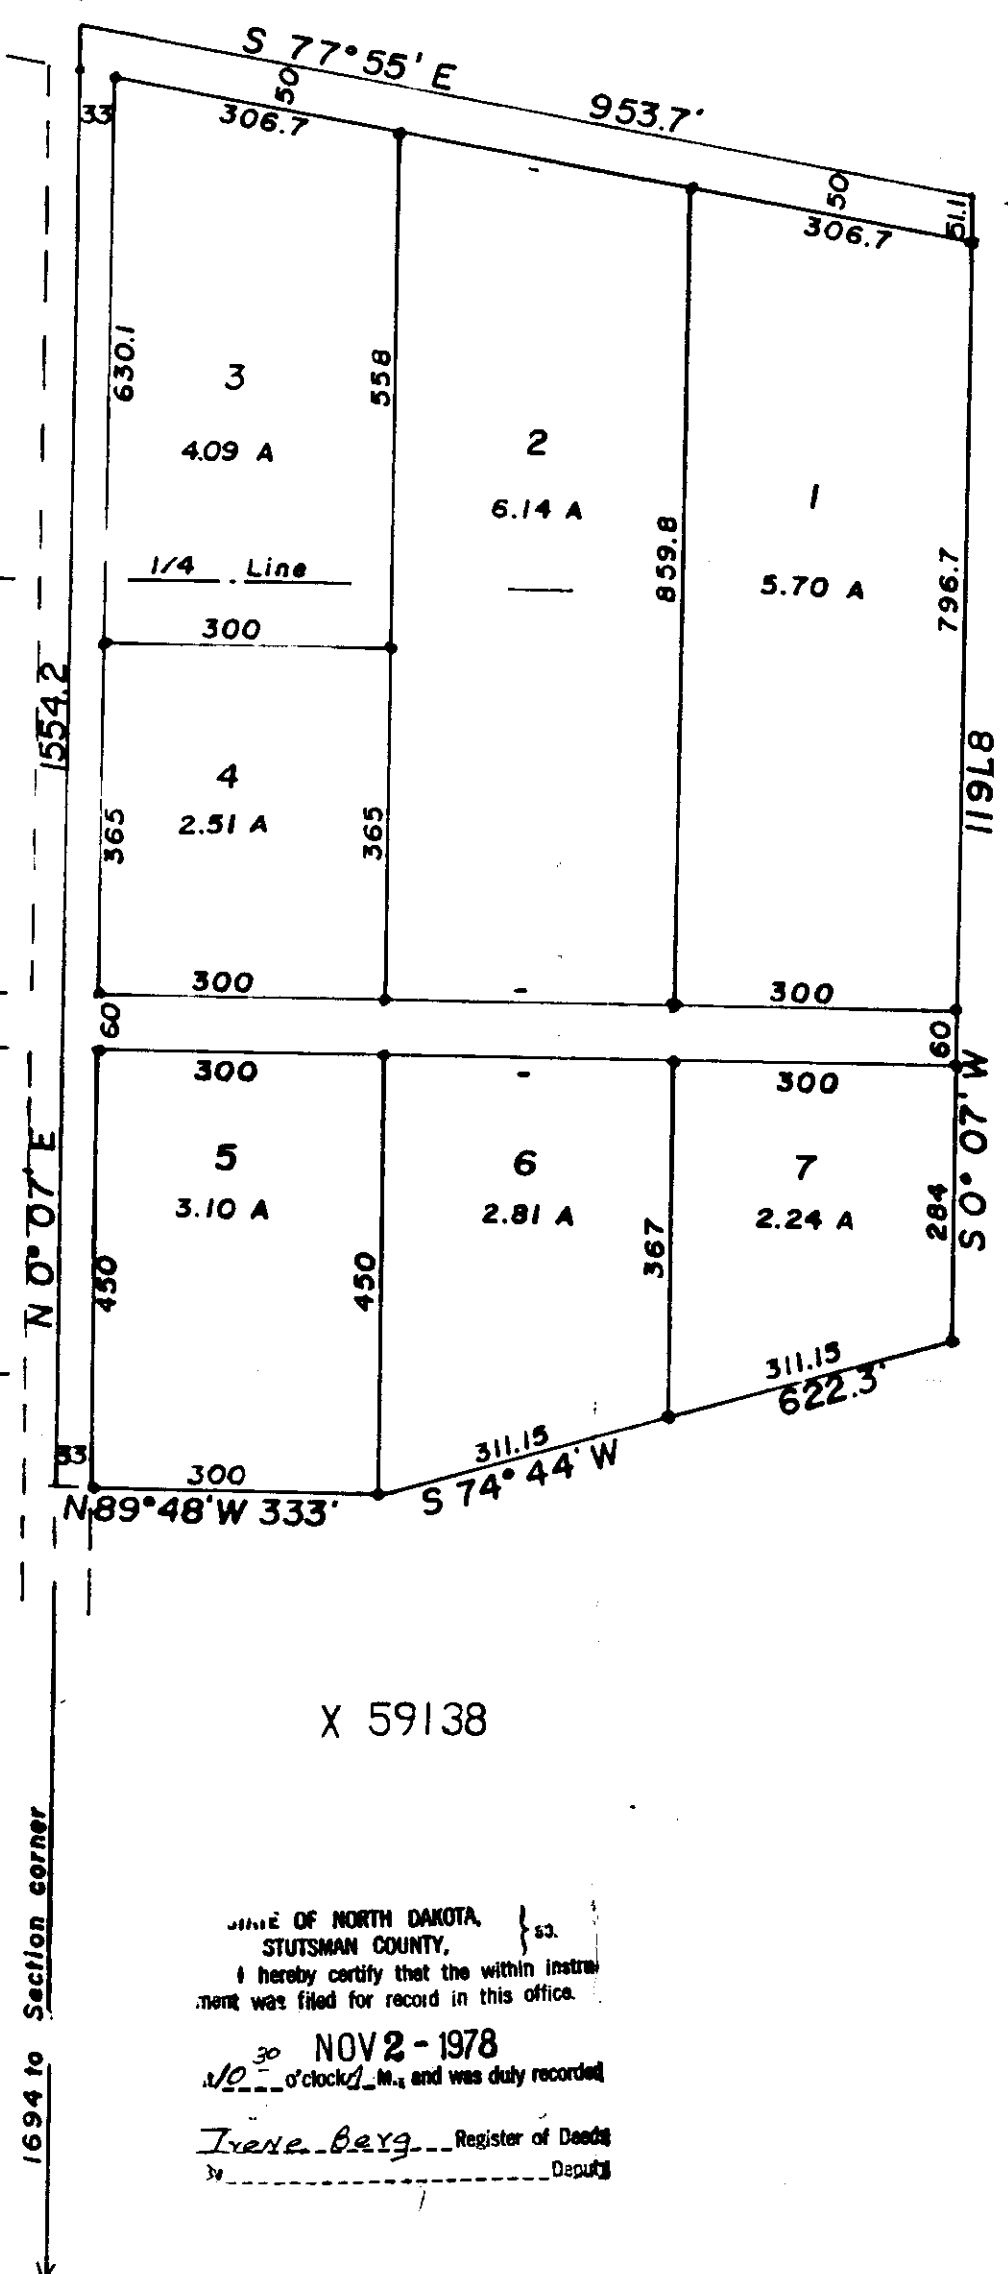 S 77°55' E
953.7'
50
50
33
306.7
306.7
51.1
630.1
3
4.09 A
558
2
6.14 A
859.8
1
5.70 A
796.7
1/4 Line
300
1554.2
4
2.51 A
365
365
1191.8
300
-
300
60
60
300
-
300
N 0° 07' E
5
3.10 A
6
2.81 A
7
2.24 A
S 0° 07' W
450
450
367
284
311.15
622.3'
33
300
311.15
N 89°48' W 333'
S 74° 44' W
X 59138
1694 to Section corner
OF NORTH DAKOTA, } ss.
STUTSMAN COUNTY,
I hereby certify that the within instru-
ment was filed for record in this office.
NOV 2 - 1978
10 30 o'clock A M., and was duly recorded
Irene Berg Register of Deeds
Deputy